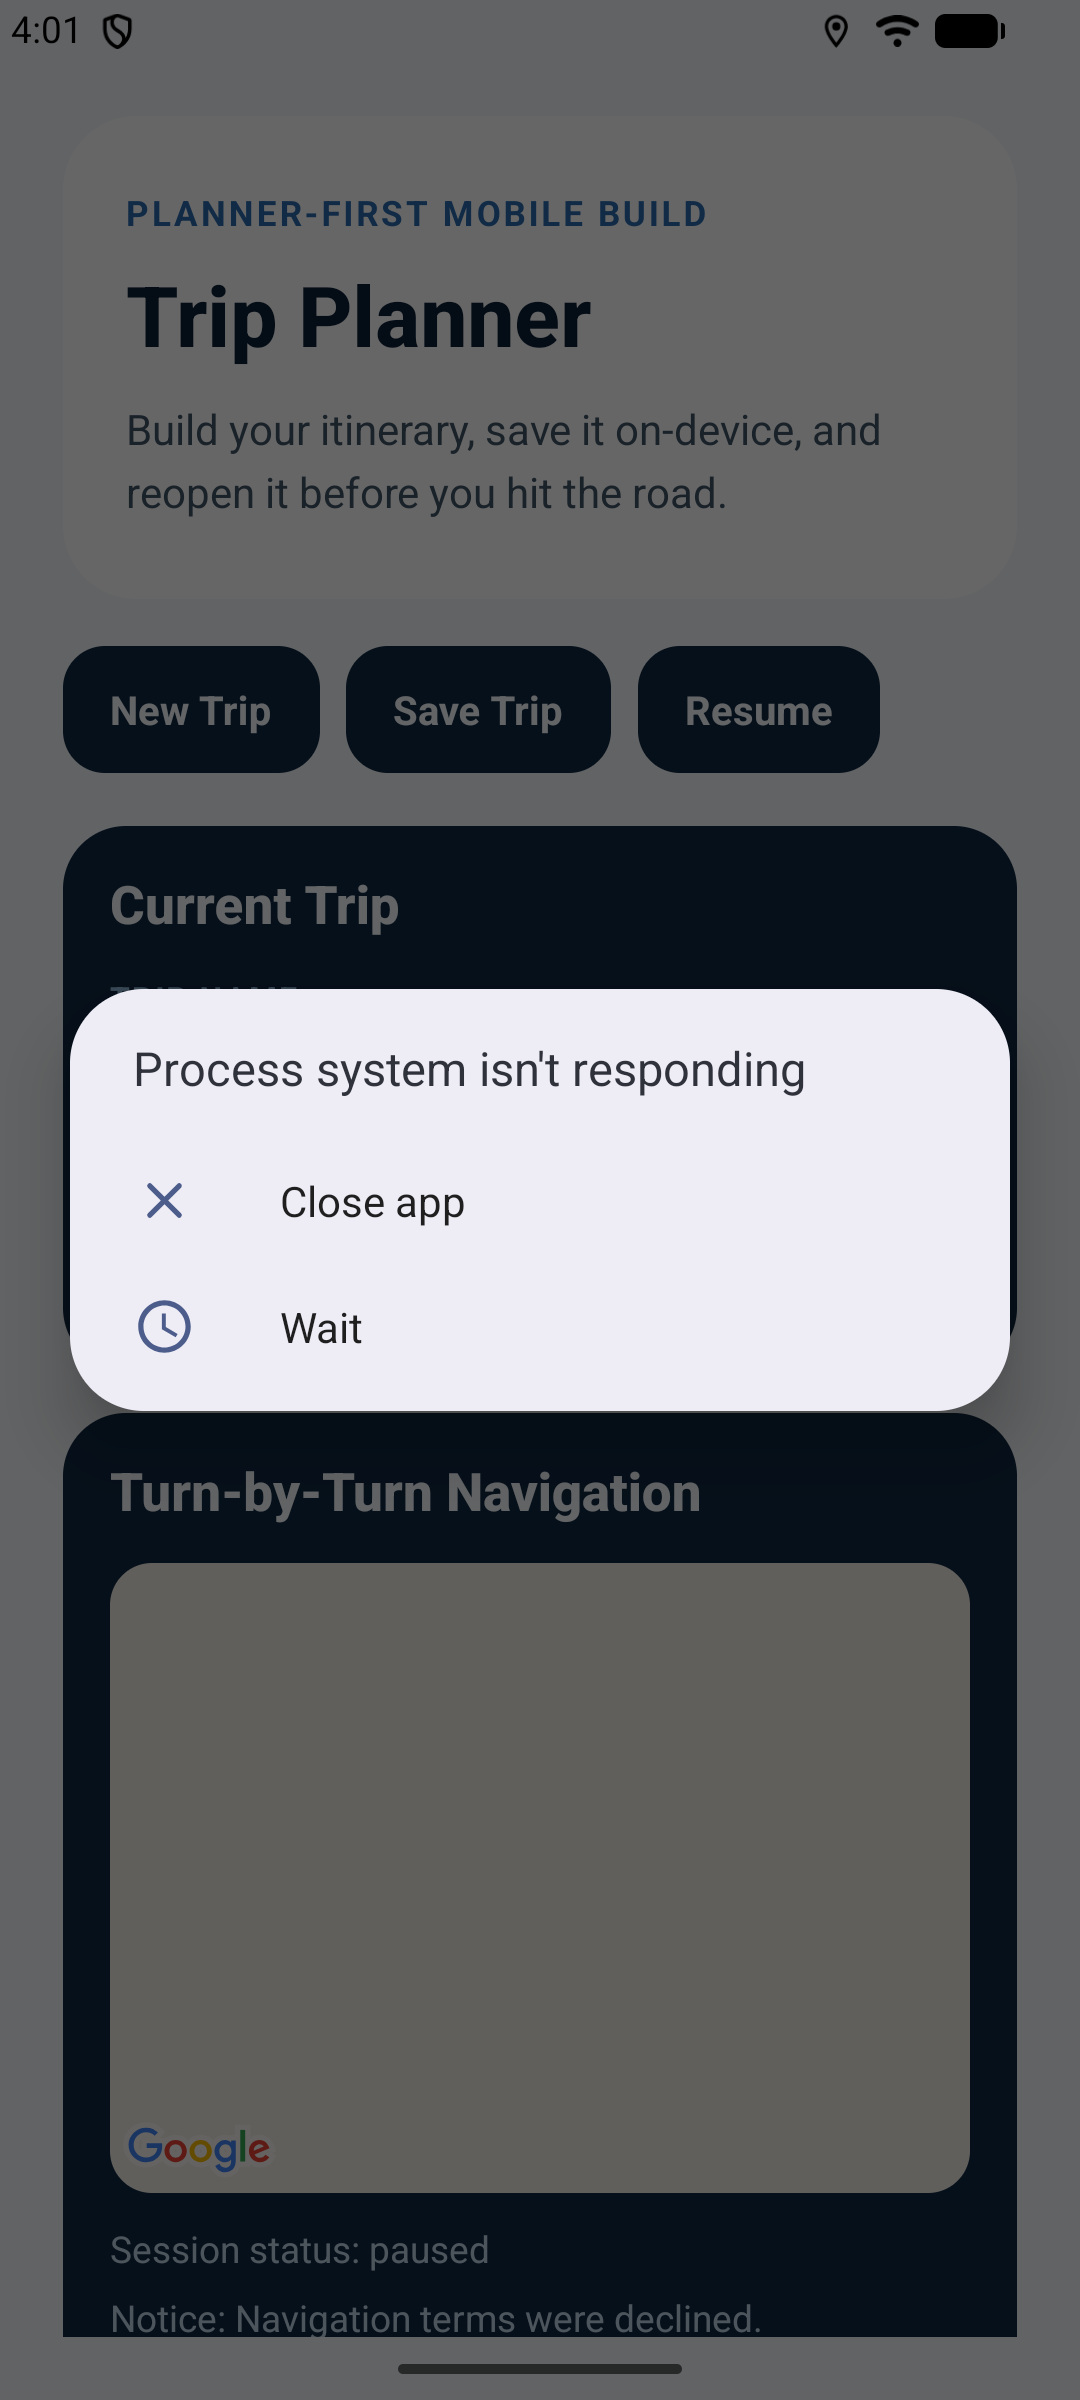 4:01
PLANNER-FIRST MOBILE BUILD
Trip Planner
Build your itinerary, save it on-device, and
reopen it before you hit the road.
New Trip
Save Trip
Resume
Current Trip
Process system isn't responding
Close app
Wait
Turn-by-Turn Navigation
Google
Session status: paused
Notice: Navigation terms were declined.